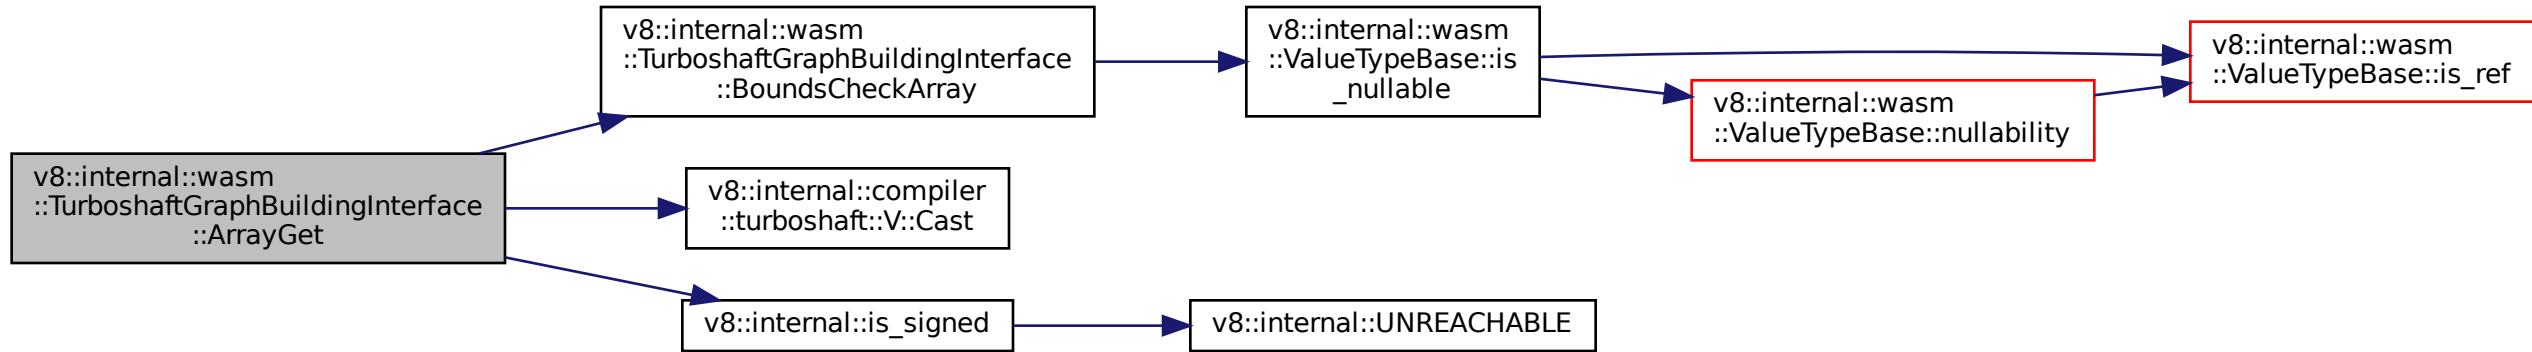 v8::internal::wasm
::TurboshaftGraphBuildingInterface
::ArrayGet
v8::internal::wasm
::TurboshaftGraphBuildingInterface
::BoundsCheckArray
v8::internal::wasm
::ValueTypeBase::is
_nullable
v8::internal::wasm
::ValueTypeBase::is_ref
v8::internal::wasm
::ValueTypeBase::nullability
v8::internal::compiler
::turboshaft::V::Cast
v8::internal::is_signed
v8::internal::UNREACHABLE